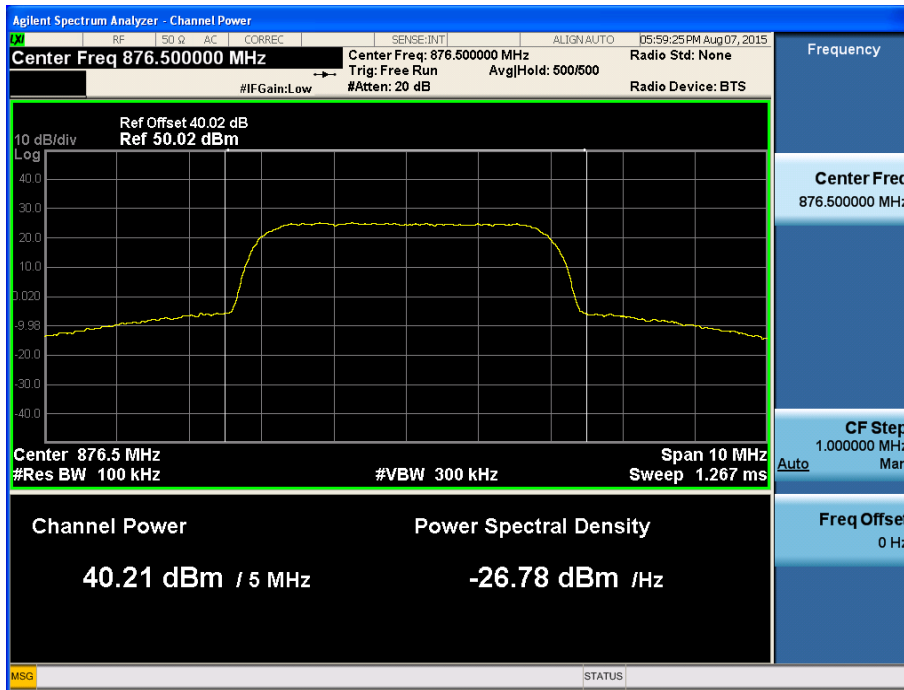 Agilent Spectrum Analyzer - Channel Power
LXI RF 50 Ω AC CORREC SENSE:INT ALIGN AUTO 05:59:25 PM Aug 07, 2015
Center Freq 876.500000 MHz
Center Freq: 876.500000 MHz Radio Std: None
Trig: Free Run Avg|Hold: 500/500
#IFGain:Low #Atten: 20 dB Radio Device: BTS
Ref Offset 40.02 dB
10 dB/div Ref 50.02 dBm
Log
40.0
30.0
20.0
10.0
0.020
-9.98
-20.0
-30.0
-40.0
Center 876.5 MHz Span 10 MHz
#Res BW 100 kHz #VBW 300 kHz Sweep 1.267 ms
Channel Power Power Spectral Density
40.21 dBm / 5 MHz -26.78 dBm /Hz
MSG STATUS
Frequency
Center Freq
876.500000 MHz
CF Step
1.000000 MHz
Auto Man
Freq Offset
0 Hz